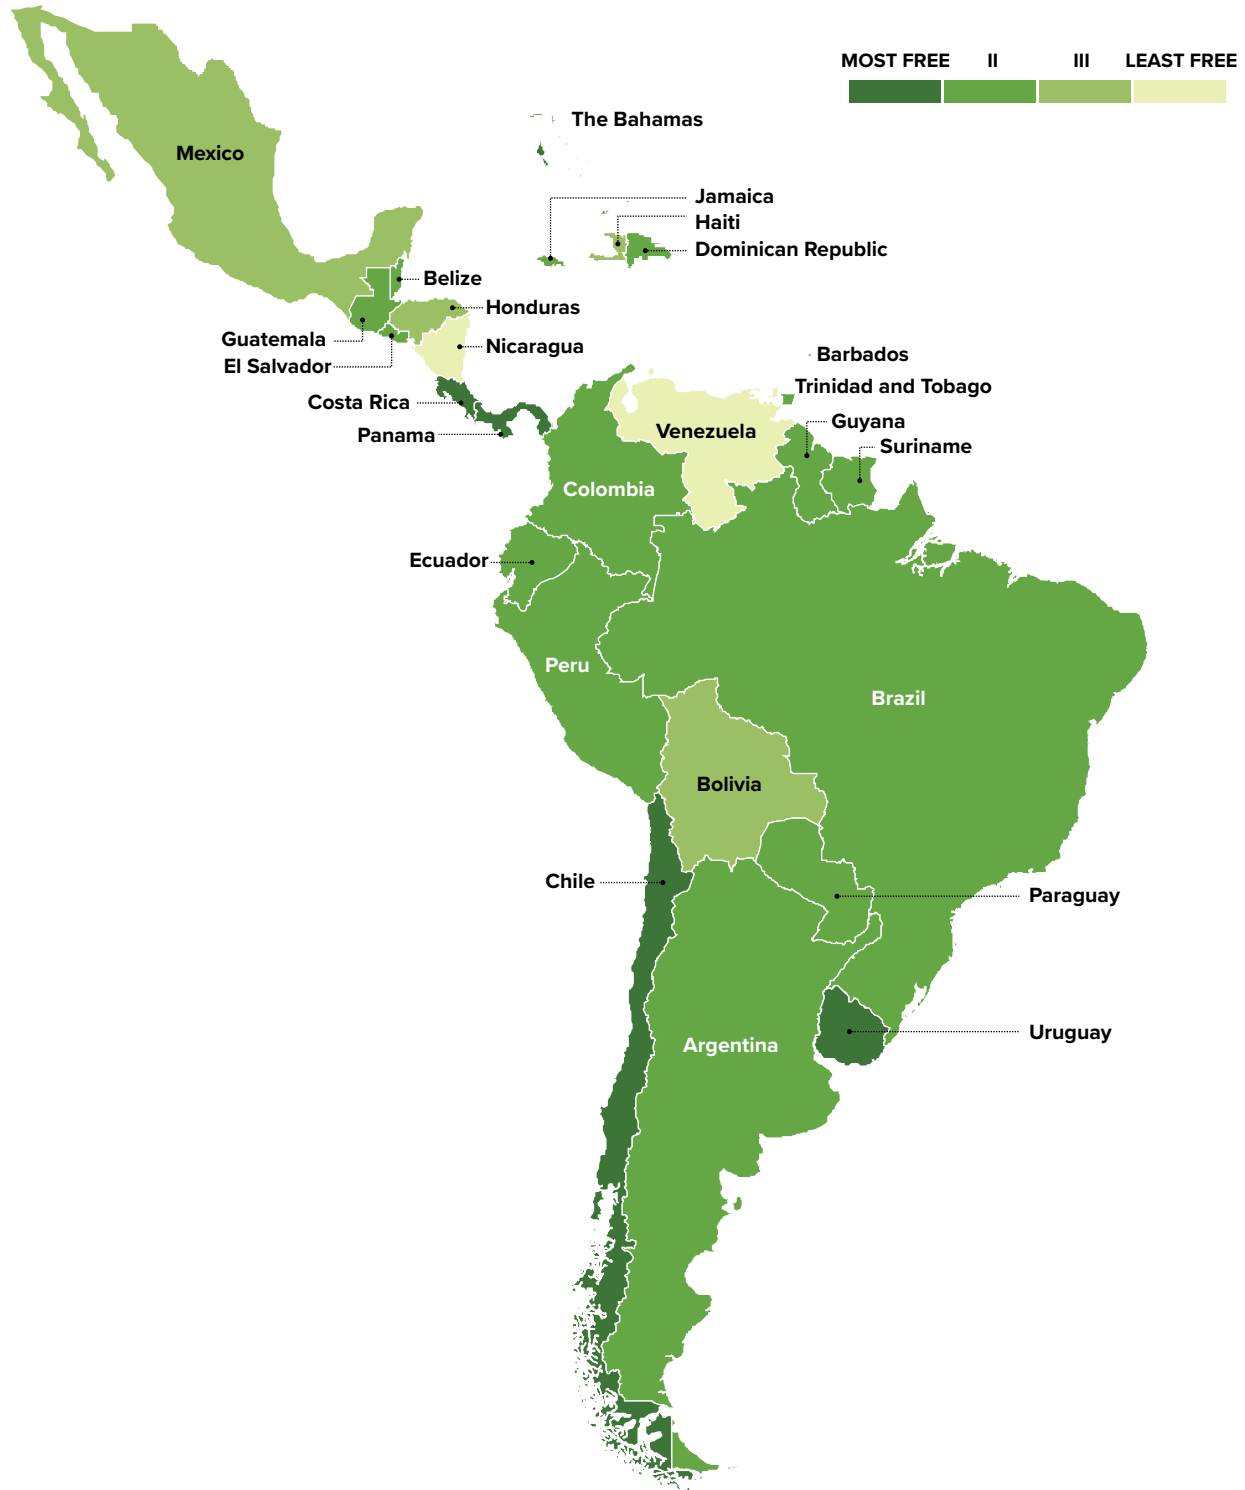 MOST FREE II III LEAST FREE
The Bahamas
Mexico
Jamaica
Haiti
Dominican Republic
Belize
Honduras
Guatemala
Nicaragua
El Salvador
Barbados
Trinidad and Tobago
Costa Rica
Guyana
Panama
Venezuela
Suriname
Colombia
Ecuador
Peru
Brazil
Bolivia
Chile
Paraguay
Uruguay
Argentina